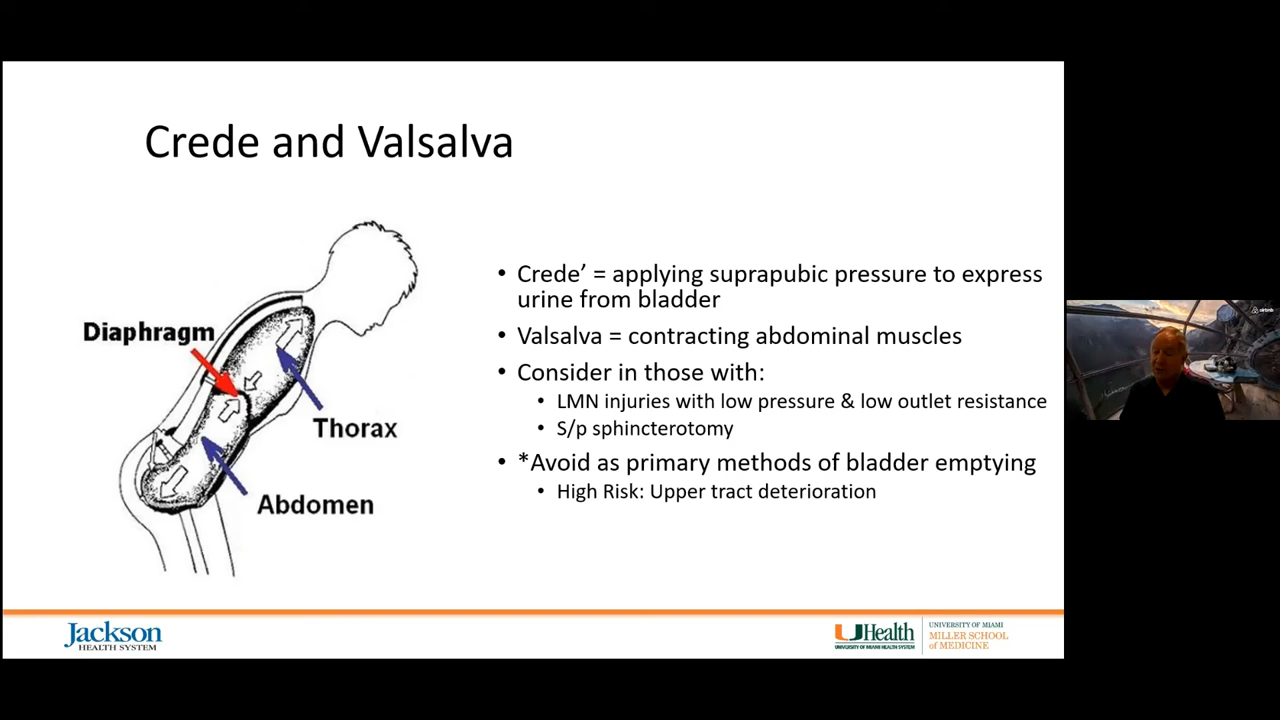 Crede and Valsalva
Diaphragm
Thorax
Abdomen
• Crede’ = applying suprapubic pressure to express
urine from bladder
• Valsalva = contracting abdominal muscles
• Consider in those with:
• LMN injuries with low pressure & low outlet resistance
• S/p sphincterotomy
• *Avoid as primary methods of bladder emptying
• High Risk: Upper tract deterioration
airbnb
Jackson
HEALTH SYSTEM
UHealth
UNIVERSITY OF MIAMI HEALTH SYSTEM
UNIVERSITY OF MIAMI
MILLER SCHOOL
of MEDICINE